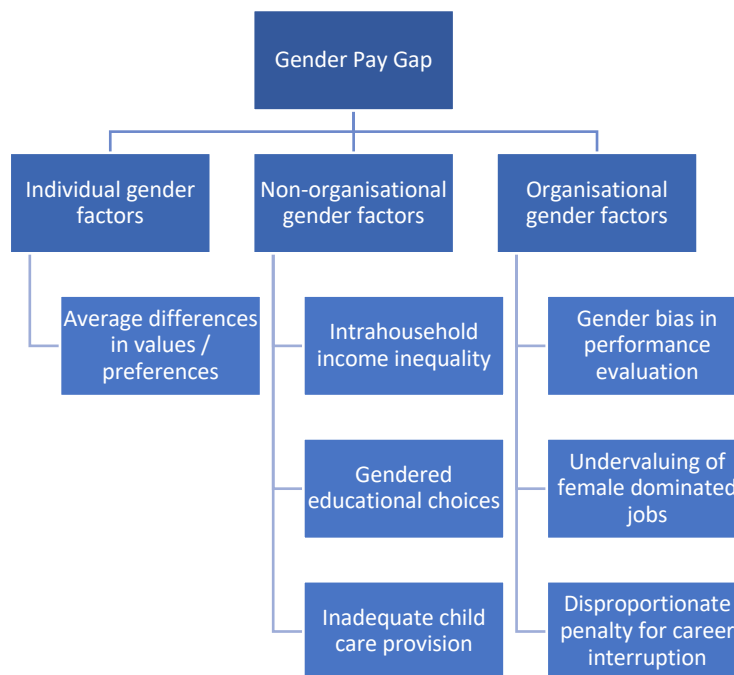 Gender Pay Gap
Individual gender
factors
Non-organisational
gender factors
Organisational
gender factors
Average differences
in values /
preferences
Intrahousehold
income inequality
Gendered
educational choices
Inadequate child
care provision
Gender bias in
performance
evaluation
Undervaluing of
female dominated
jobs
Disproportionate
penalty for career
interruption